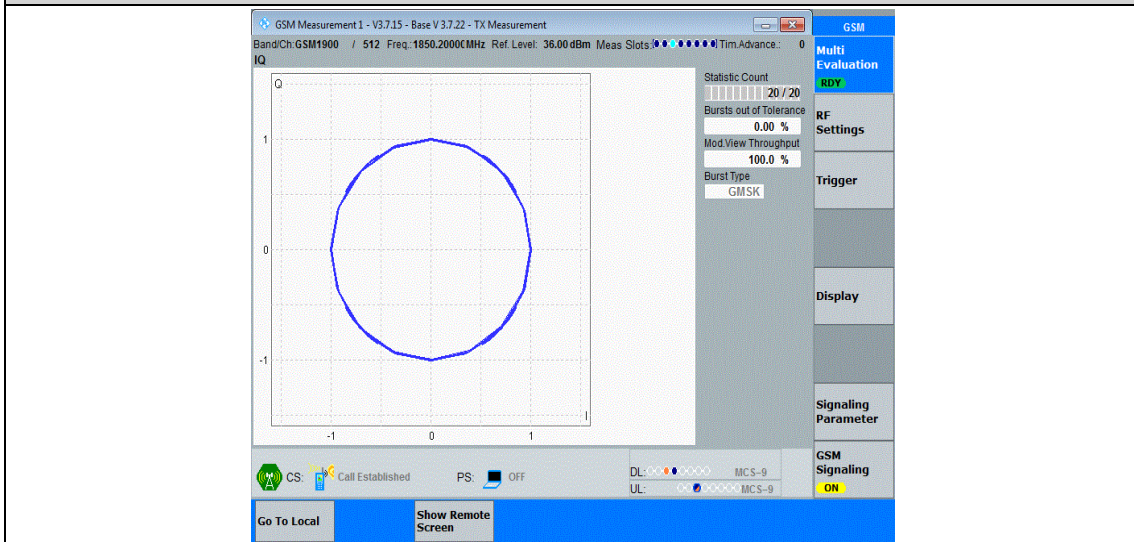 GSM Measurement 1 - V3.7.15 - Base V 3.7.22 - TX Measurement
GSM
Band/Ch: GSM1900 / 512 Freq.: 1850.2000 MHz Ref. Level: 36.00 dBm Meas Slots: Tim.Advance.: 0
IQ
Multi
Evaluation
RDY
Statistic Count
20 / 20
Bursts out of Tolerance
0.00 %
Mod.View Throughput
100.0 %
Burst Type
GMSK
Q
1
0
-1
I
-1 0 1
RF
Settings
Trigger
Display
Signaling
Parameter
GSM
Signaling
ON
CS: Call Established PS: OFF
DL: MCS-9
UL: MCS-9
Go To Local
Show Remote
Screen